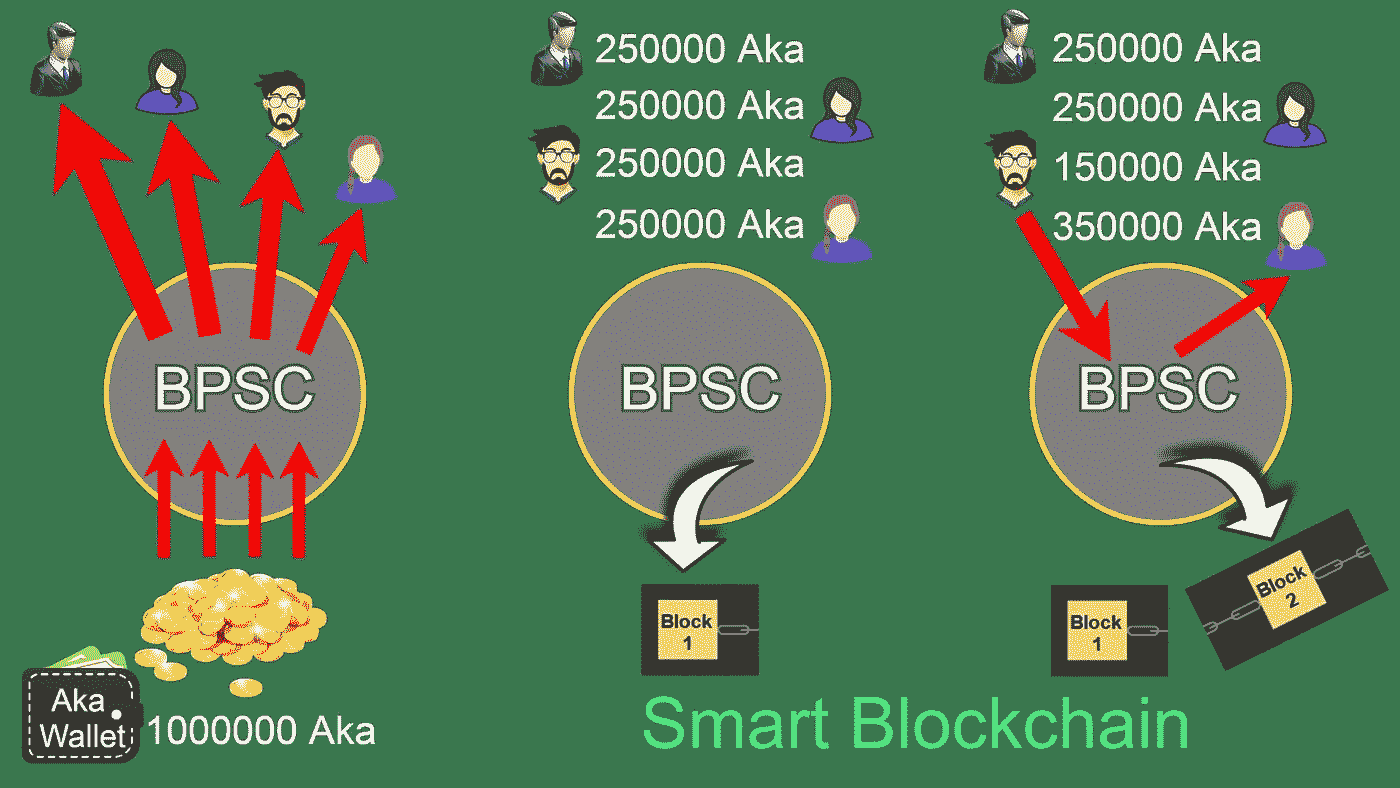 BPSC
Aka
Wallet
1000000 Aka
250000 Aka
250000 Aka
250000 Aka
250000 Aka
BPSC
Block
1
250000 Aka
250000 Aka
150000 Aka
350000 Aka
BPSC
Block
1
Block
2
Smart Blockchain